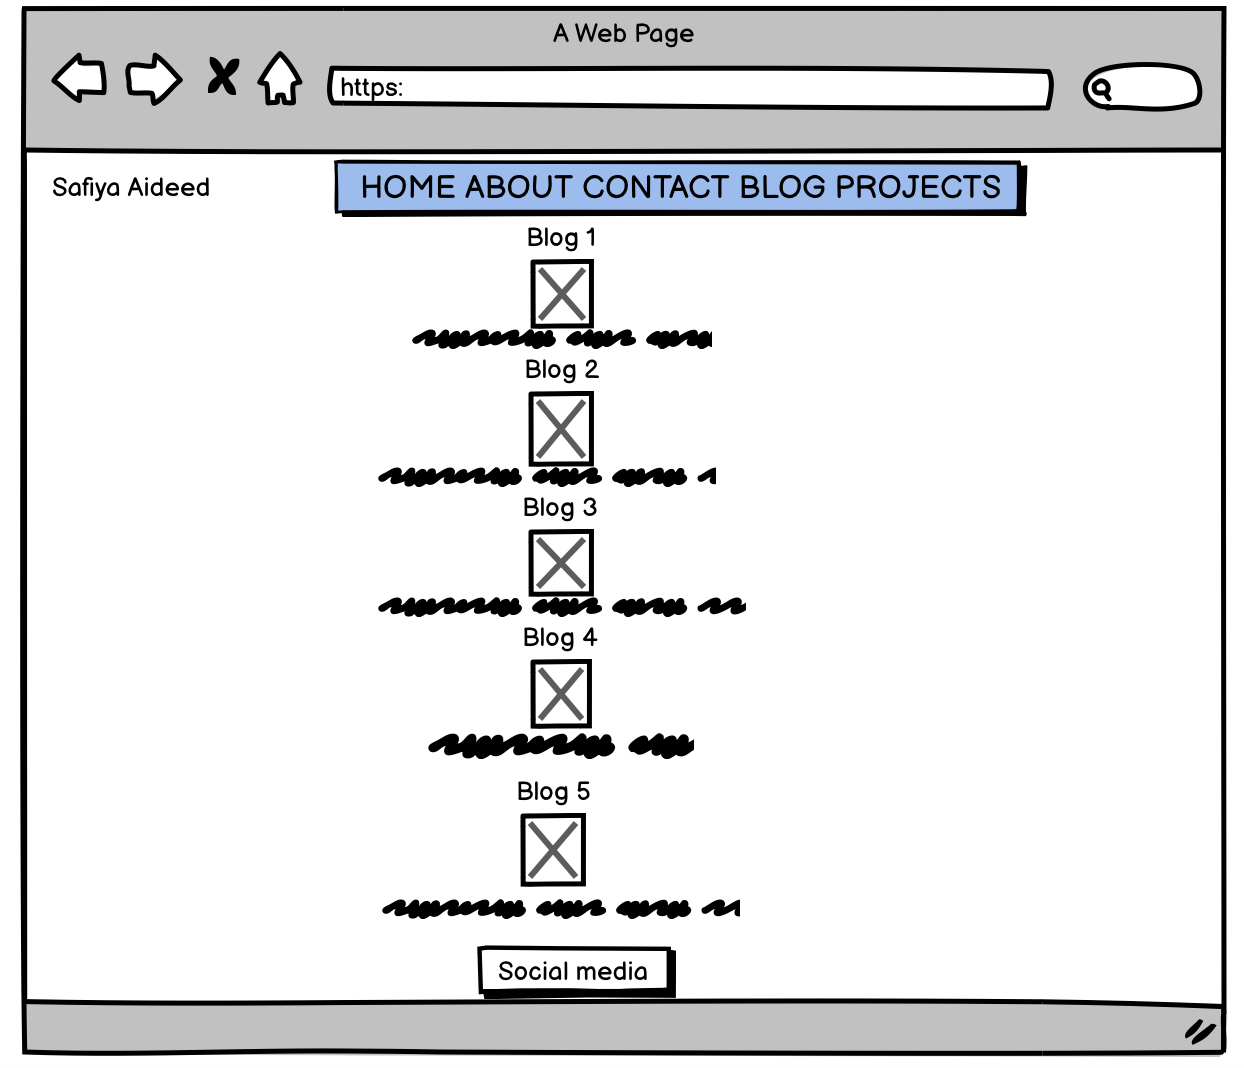 A Web Page
https:
Safiya Aideed
HOME ABOUT CONTACT BLOG PROJECTS
Blog 1
Blog 2
Blog 3
Blog 4
Blog 5
Social media